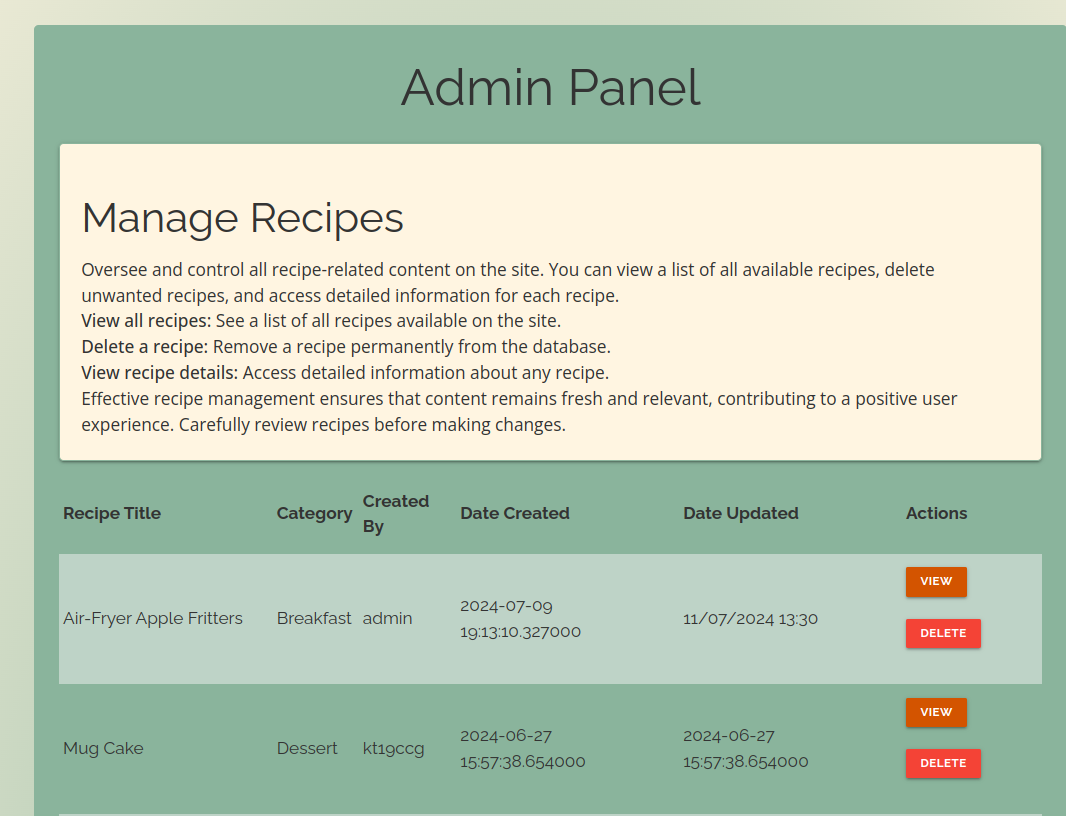 Admin Panel
Manage Recipes
Oversee and control all recipe-related content on the site. You can view a list of all available recipes, delete
unwanted recipes, and access detailed information for each recipe.
View all recipes: See a list of all recipes available on the site.
Delete a recipe: Remove a recipe permanently from the database.
View recipe details: Access detailed information about any recipe.
Effective recipe management ensures that content remains fresh and relevant, contributing to a positive user
experience. Carefully review recipes before making changes.
Recipe Title Category Created By Date Created Date Updated Actions
Air-Fryer Apple Fritters Breakfast admin 2024-07-09 19:13:10.327000 11/07/2024 13:30 VIEW DELETE
Mug Cake Dessert kt19ccg 2024-06-27 15:57:38.654000 2024-06-27 15:57:38.654000 VIEW DELETE